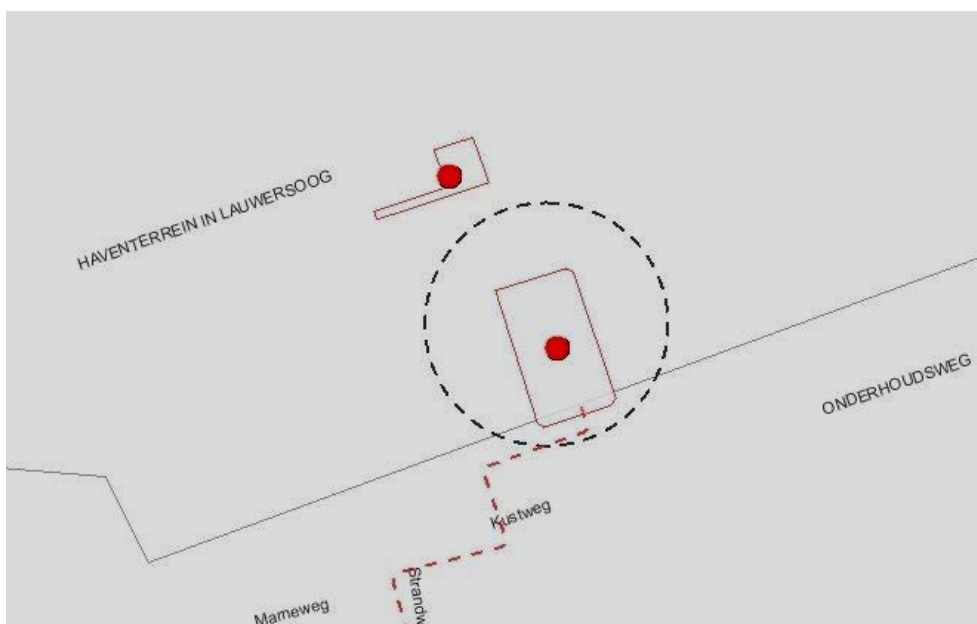 HAVENTERREIN IN LAUWERSOOG
ONDERHOUDSWEG
Kustweg
Strandw
Marneweg